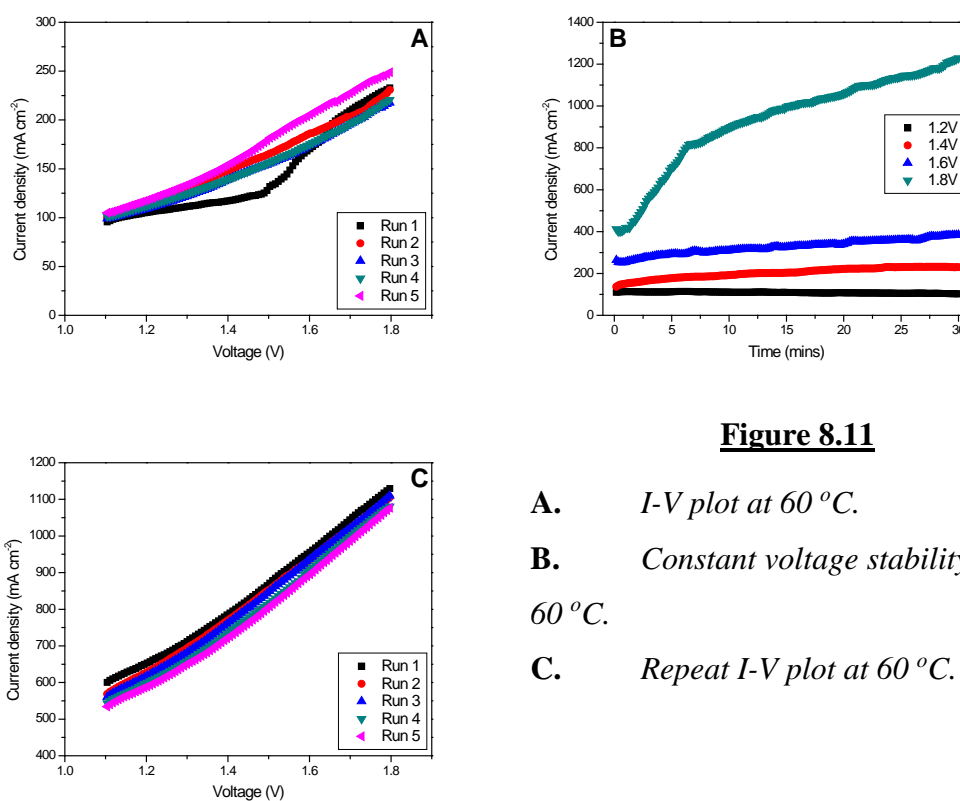 300
250
200
150
100
50
0
1.0 1.2 1.4 1.6 1.8
Current density (mA cm-2)
Voltage (V)
A
Run 1
Run 2
Run 3
Run 4
Run 5
1400
1200
1000
800
600
400
200
0
0 5 10 15 20 25 30
Current density (mA cm-2)
Time (mins)
B
1.2V
1.4V
1.6V
1.8V
1200
1100
1000
900
800
700
600
500
400
1.0 1.2 1.4 1.6 1.8
Current density (mA cm-2)
Voltage (V)
C
Run 1
Run 2
Run 3
Run 4
Run 5
Figure 8.11
A. I-V plot at 60 oC.
B. Constant voltage stability
60 oC.
C. Repeat I-V plot at 60 oC.